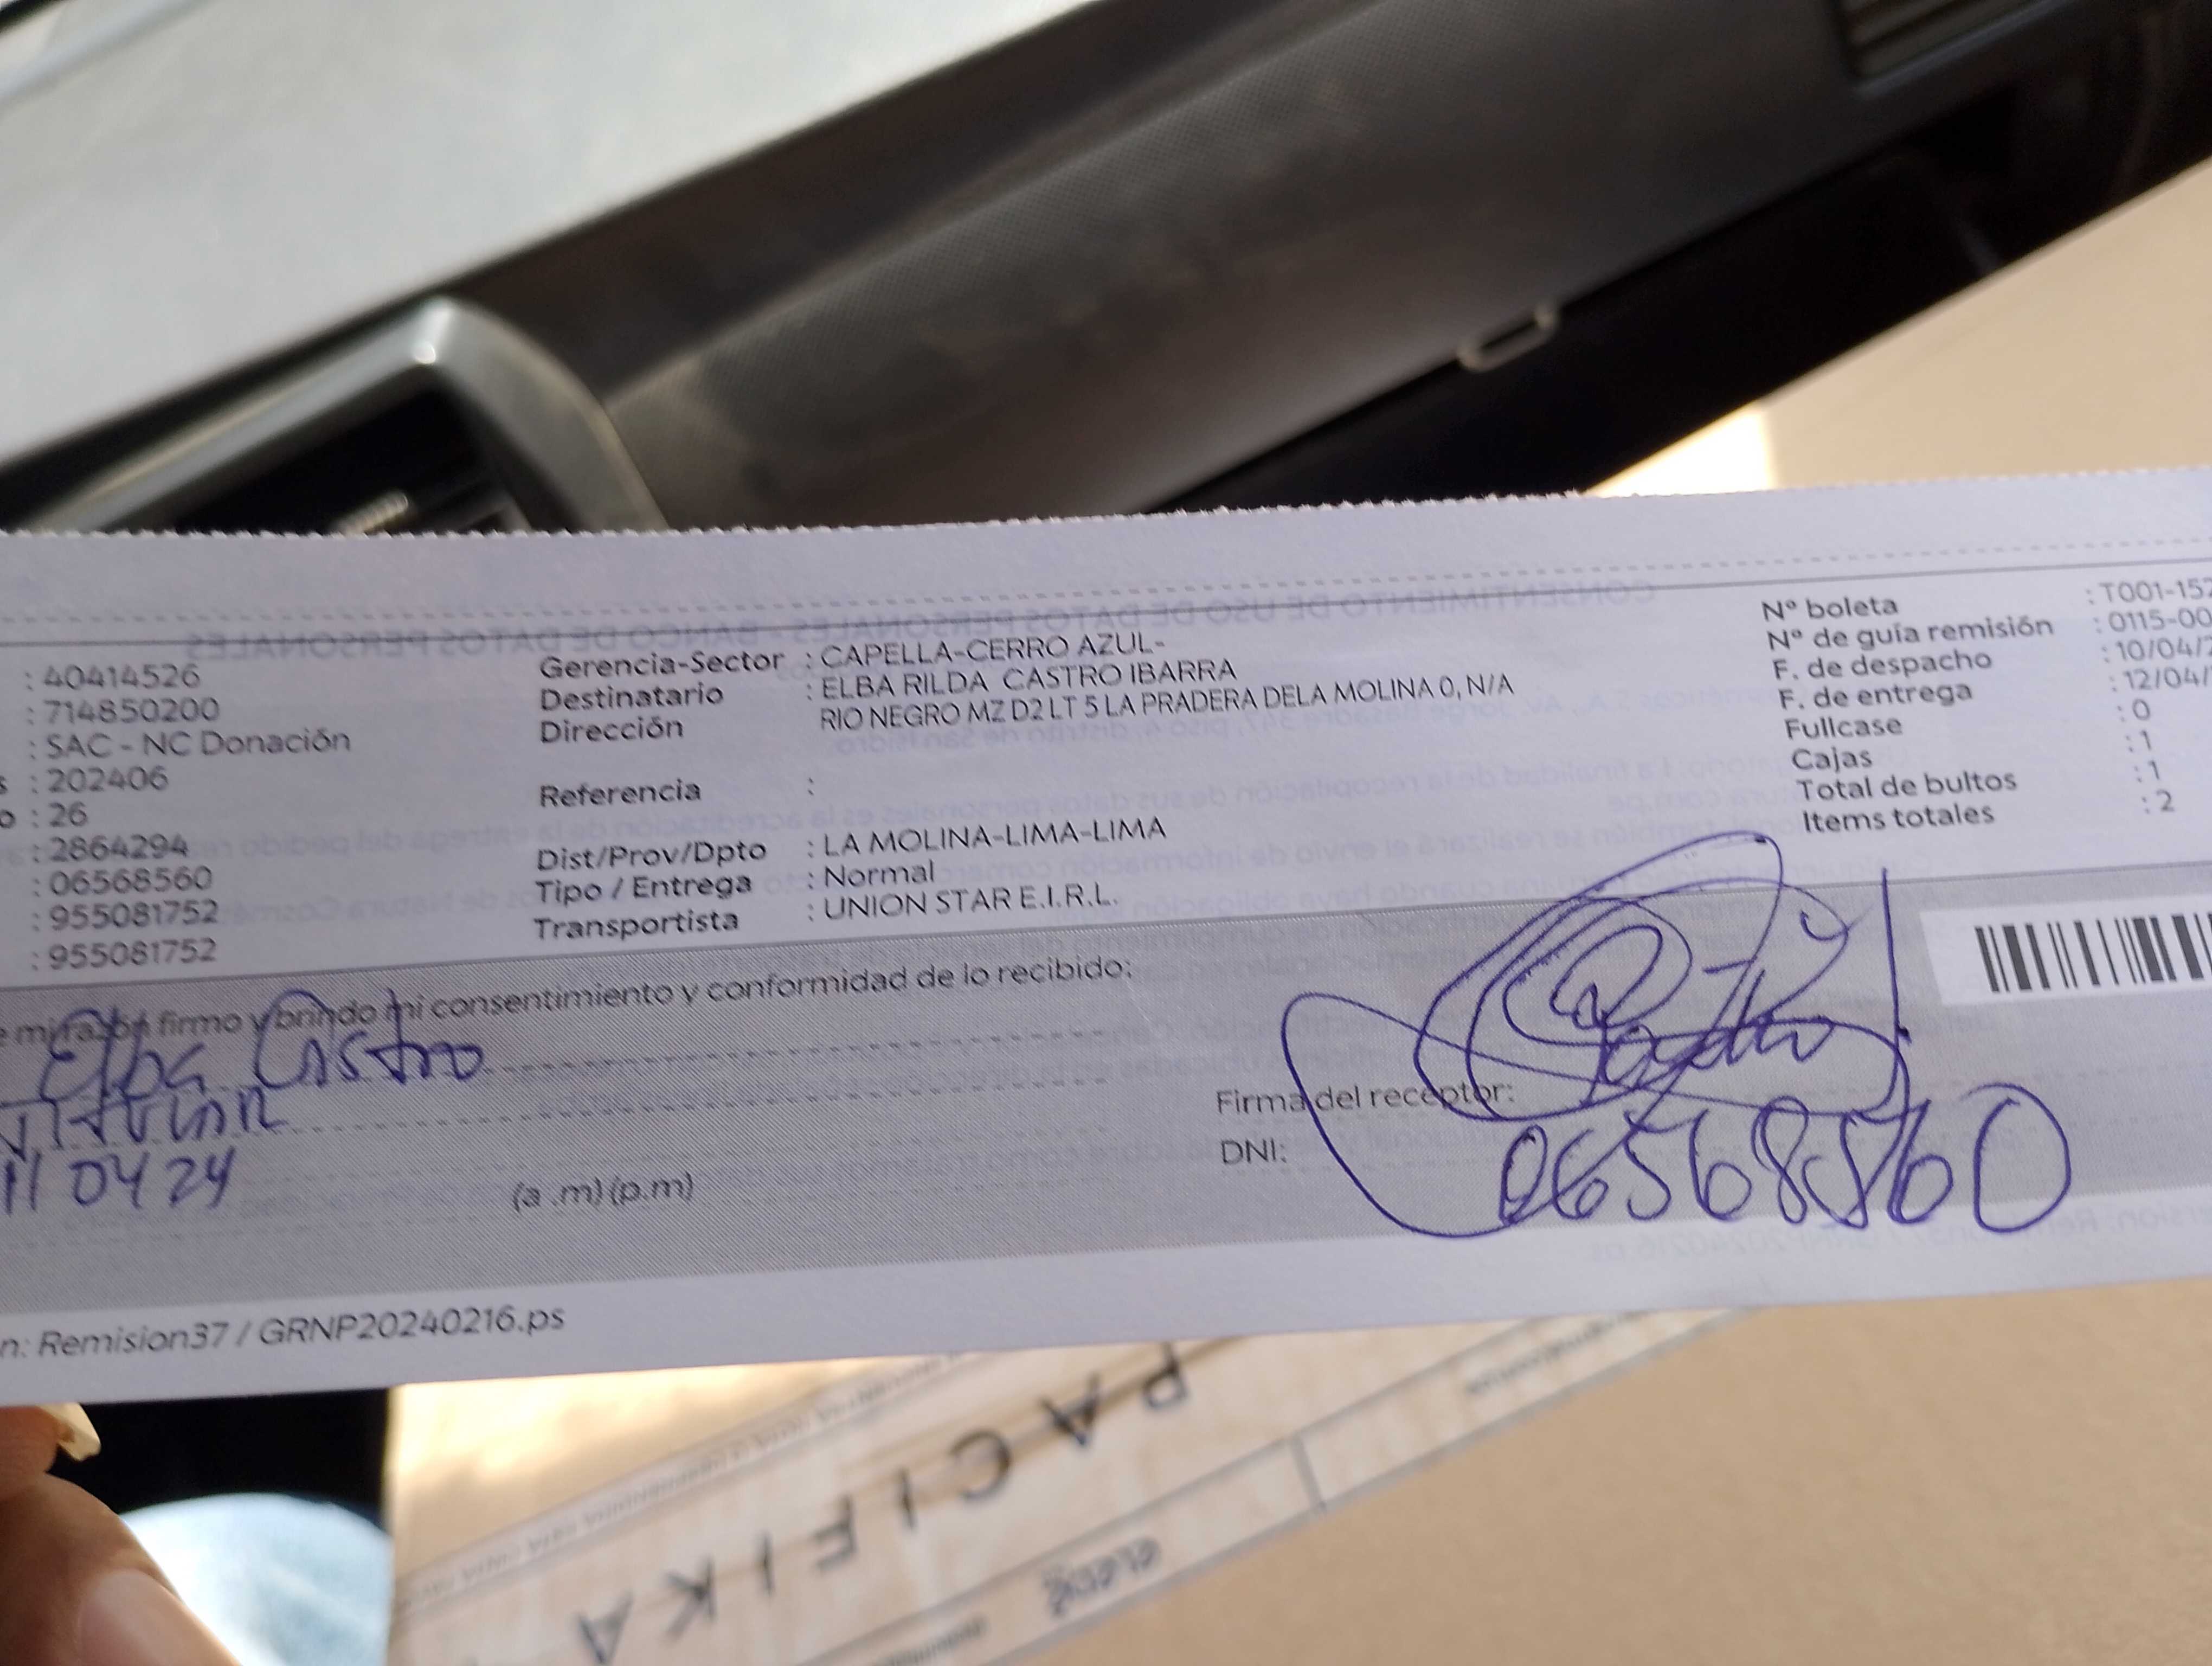 : 40414526
: 714850200
: SAC - NC Donación
s : 202406
o : 26
: 2864294
: 06568560
: 955081752
: 955081752
Gerencia-Sector : CAPELLA-CERRO AZUL-
Destinatario : ELBA RILDA CASTRO IBARRA
Dirección RIO NEGRO MZ D2 LT 5 LA PRADERA DELA MOLINA 0, N/A
Referencia :
Dist/Prov/Dpto : LA MOLINA-LIMA-LIMA
Tipo / Entrega : Normal
Transportista : UNION STAR E.I.R.L.
Nº boleta : T001-152
Nº de guía remisión : 0115-00
F. de despacho : 10/04/2
F. de entrega : 12/04/
Fullcase : 0
Cajas : 1
Total de bultos : 1
Items totales : 2
e mi razón firmo y brindo mi consentimiento y conformidad de lo recibido:
Elba Castro
11 04 24
(a .m) (p.m)
Firma del receptor:
Castro
DNI: 06568560
n: Remision37 / GRNP20240216.ps
PACIFIKA